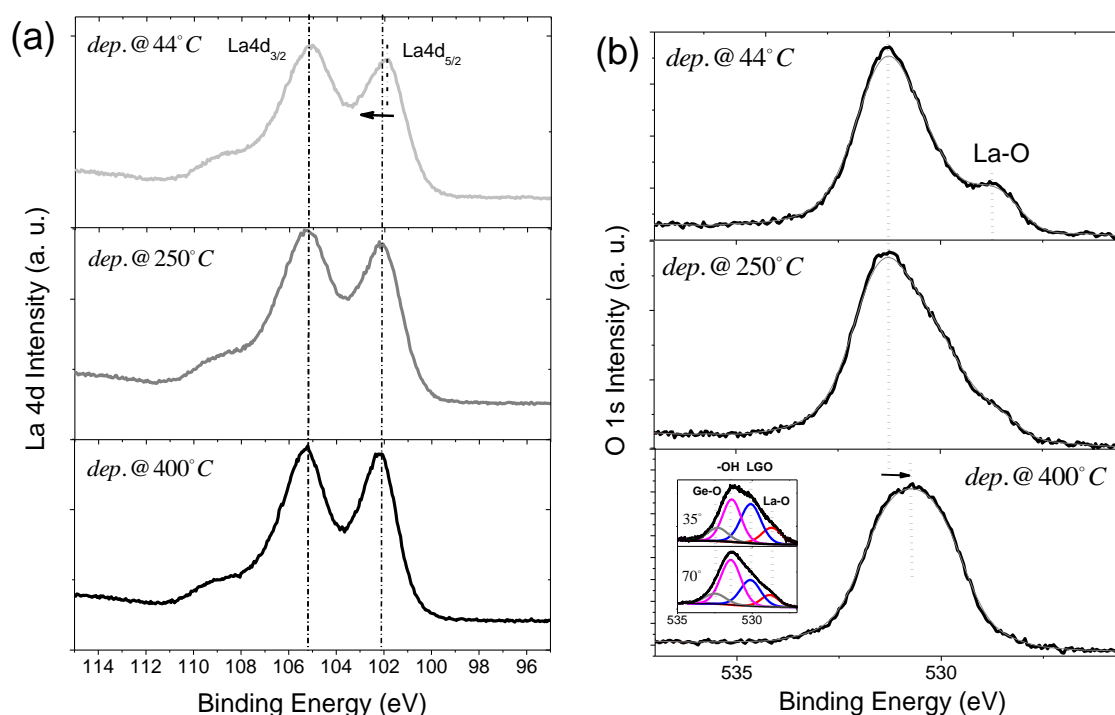 (a)
dep.@44°C
La4d3/2
La4d5/2
dep.@250°C
dep.@400°C
La 4d Intensity (a. u.)
114 112 110 108 106 104 102 100 98 96
Binding Energy (eV)
(b)
dep.@44°C
La-O
dep.@250°C
dep.@400°C
-OH LGO
Ge-O
La-O
35°
70°
535 530
O 1s Intensity (a. u.)
535 530
Binding Energy (eV)